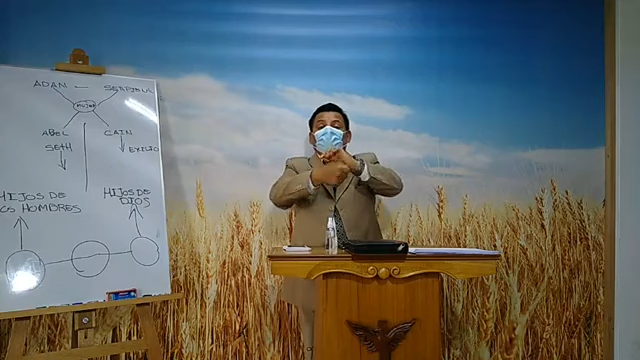 ADAN — SERPIENTE
MUJER
ABEL CAIN
SETH EXILIO
HIJOS DE LOS HOMBRES
HIJOS DE DIOS